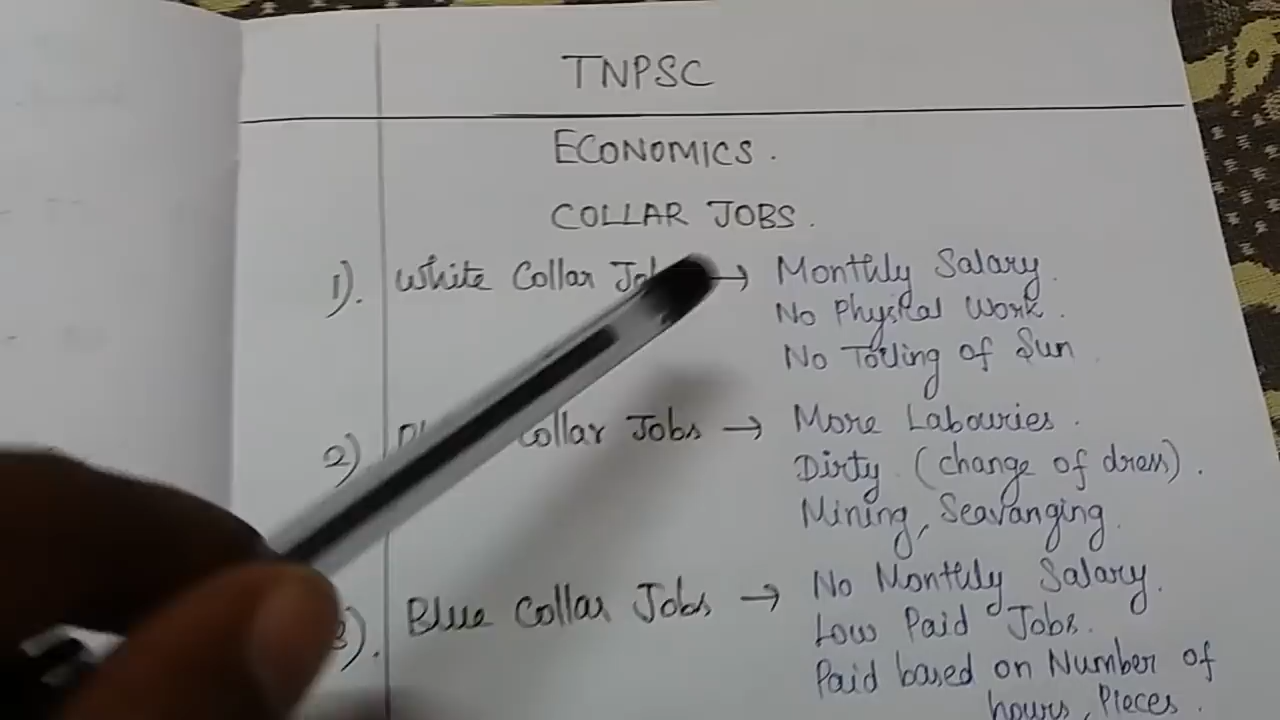 TNPSC
ECONOMICS.
COLLAR JOBS.
1). White Collar → Monthly Salary.
No Physical Work.
No Toiling of Sun
2) Collar Jobs → More Labouries.
Dirty (change of dress).
Mining, Scavanging.
3). Blue Collar Jobs → No Monthly Salary.
Low Paid Jobs.
Paid based on Number of
hours, Pieces.